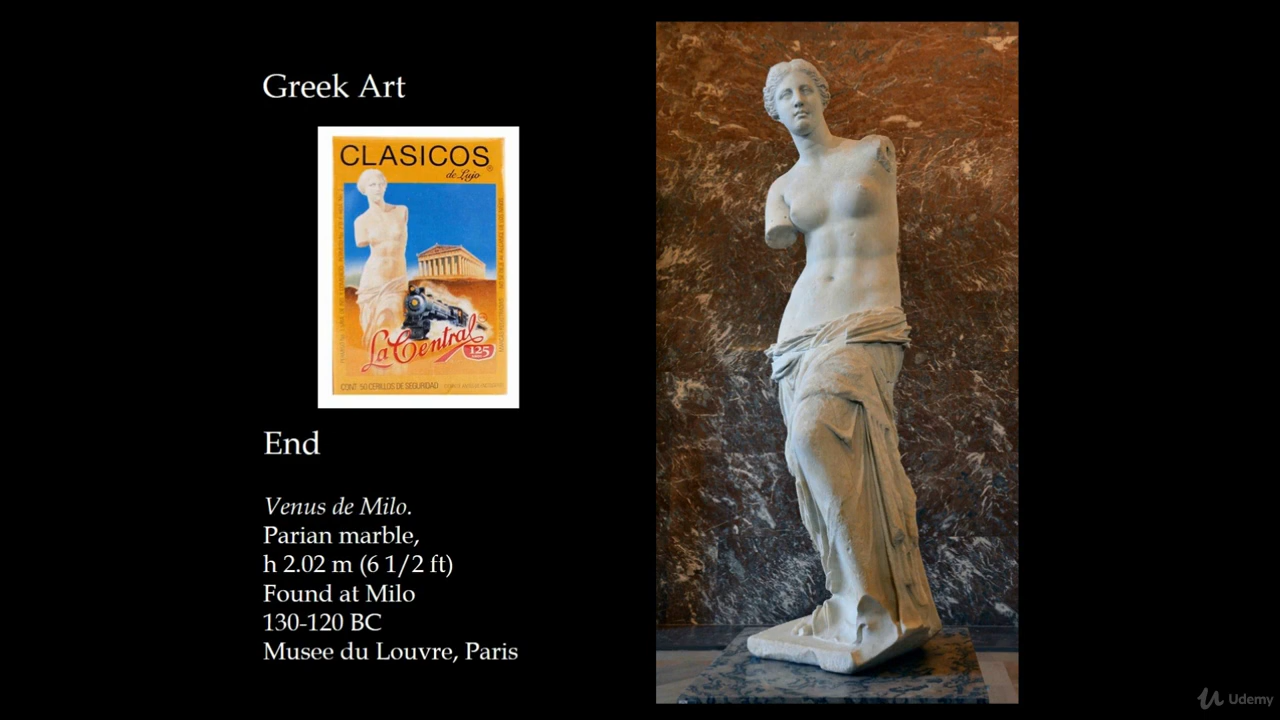 Greek Art
CLASICOS
de Lujo
La Central
125
CONT. 50 CERILLOS DE SEGURIDAD
End
Venus de Milo.
Parian marble,
h 2.02 m (6 1/2 ft)
Found at Milo
130-120 BC
Musee du Louvre, Paris
Udemy